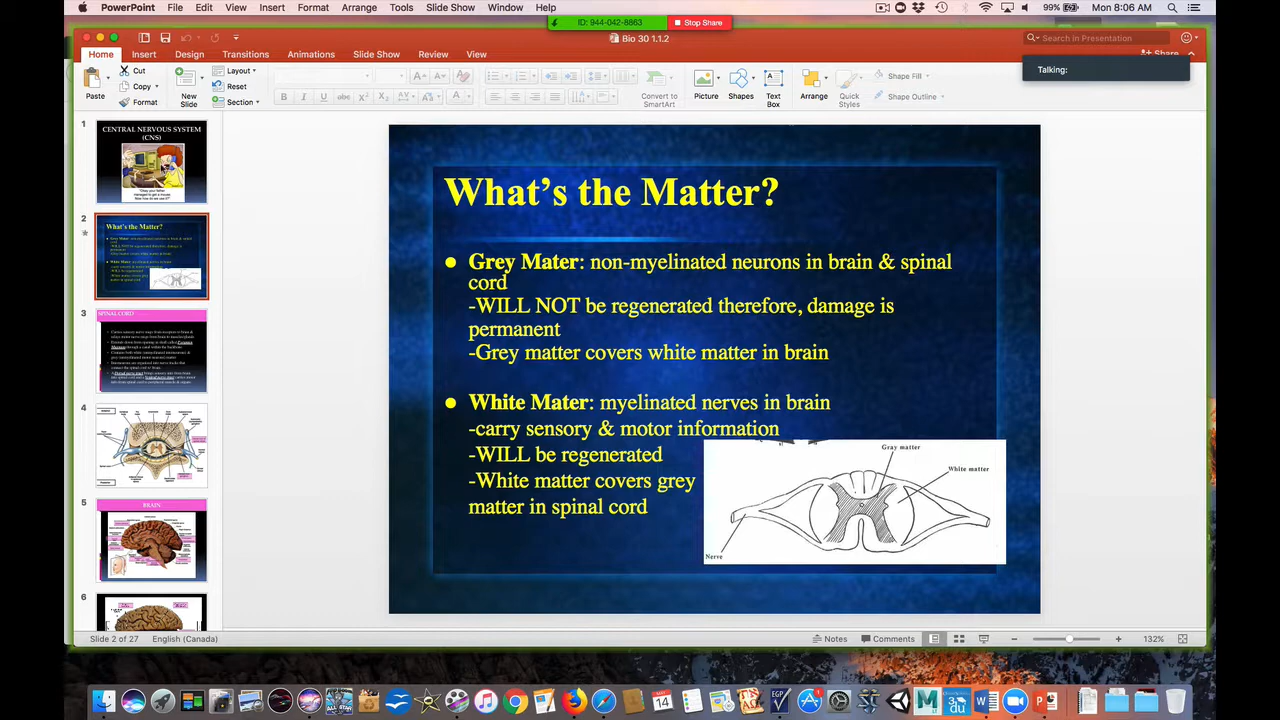 PowerPoint File Edit View Insert Format Arrange Tools Slide Show Window Help
99% Mon 8:06 AM
ID: 944-042-8863 Stop Share
Bio 30 1.1.2
Search in Presentation
Home Insert Design Transitions Animations Slide Show Review View
Share
Talking:
Paste
Cut
Copy
Format
New
Slide
Layout
Reset
Section
Convert to
SmartArt
Picture
Shapes
Text
Box
Arrange
Quick
Styles
Shape Fill
Shape Outline
1
CENTRAL NERVOUS SYSTEM
(CNS)
2
What's the Matter?
3
SPINAL CORD
4
5
BRAIN
6
What's the Matter?
Grey Mater: non-myelinated neurons in brain & spinal
cord
-WILL NOT be regenerated therefore, damage is
permanent
-Grey matter covers white matter in brain
White Mater: myelinated nerves in brain
-carry sensory & motor information
-WILL be regenerated
-White matter covers grey
matter in spinal cord
Gray matter
White matter
Nerve
Slide 2 of 27 English (Canada)
Notes Comments 132%